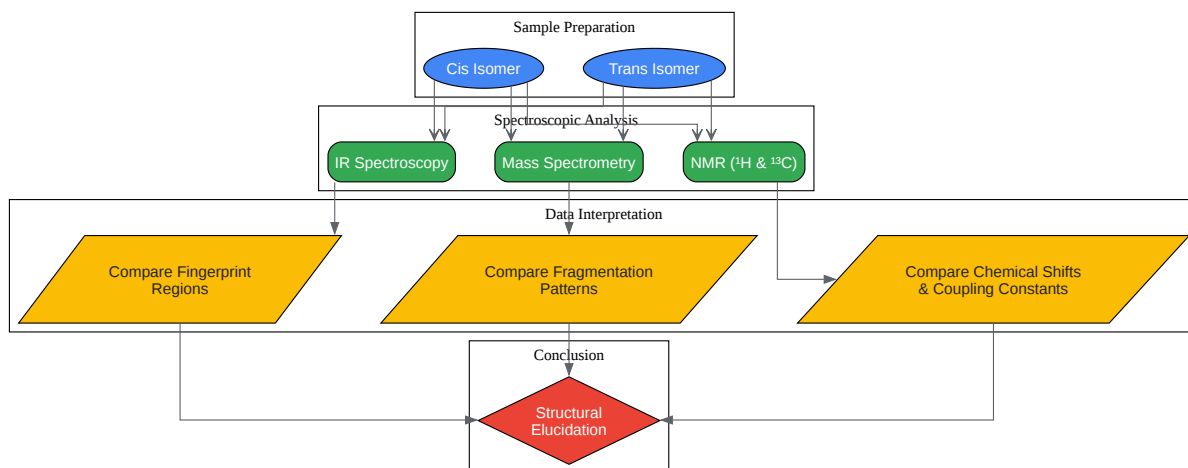 Sample Preparation
Cis Isomer
Trans Isomer
Spectroscopic Analysis
IR Spectroscopy
Mass Spectrometry
NMR (¹H & ¹³C)
Data Interpretation
Compare Fingerprint
Regions
Compare Fragmentation
Patterns
Compare Chemical Shifts
& Coupling Constants
Conclusion
Structural
Elucidation